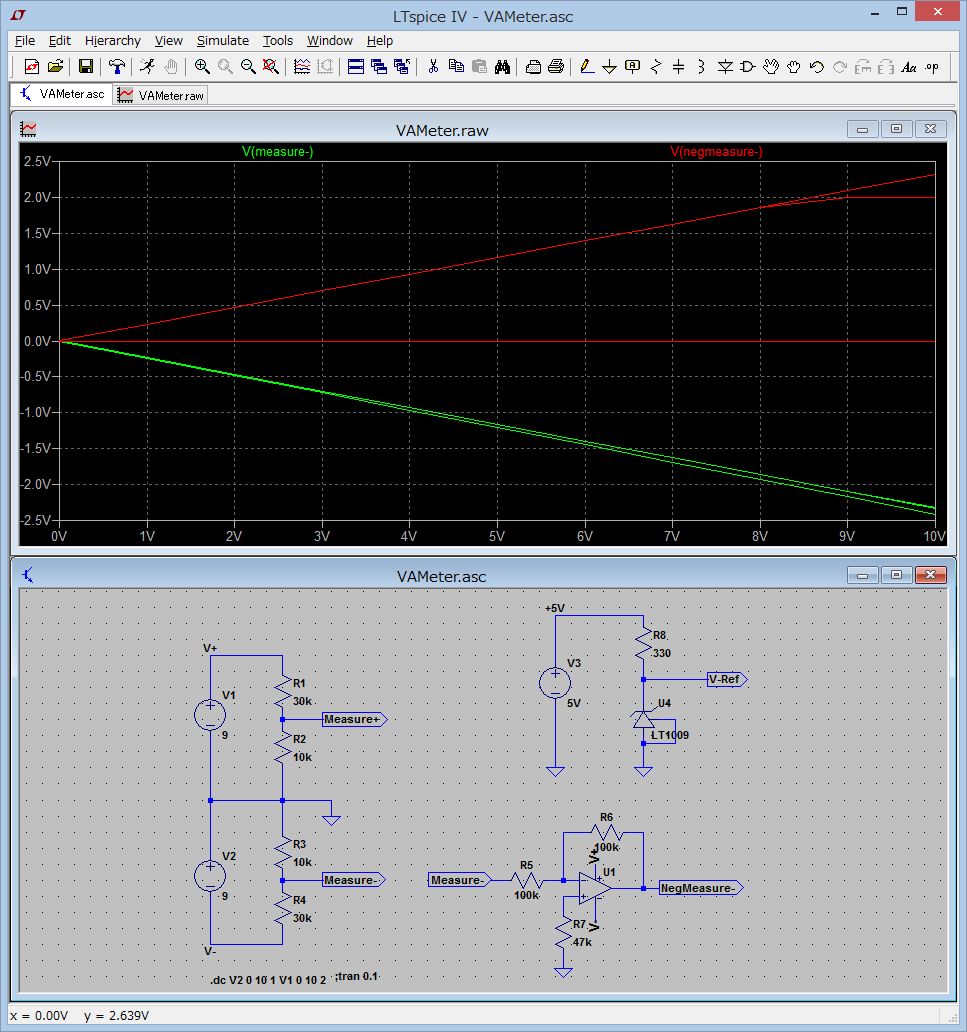 LTspice IV - VAMeter.asc
File Edit Hierarchy View Simulate Tools Window Help
VAMeter.asc VAMeter.raw
VAMeter.raw
V(measure-) V(negmeasure-)
2.5V
2.0V
1.5V
1.0V
0.5V
0.0V
-0.5V
-1.0V
-1.5V
-2.0V
-2.5V
0V 1V 2V 3V 4V 5V 6V 7V 8V 9V 10V
VAMeter.asc
V+
V1
9
R1
30k
Measure+
R2
10k
V2
9
R3
10k
Measure-
R4
30k
V-
.dc V2 0 10 1 V1 0 10 2 ;tran 0.1
+5V
V3
5V
R8
330
V-Ref
U4
LT1009
Measure-
R5
100k
R6
100k
V+
U1
V-
R7
47k
NegMeasure-
x = 0.00V y = 2.639V